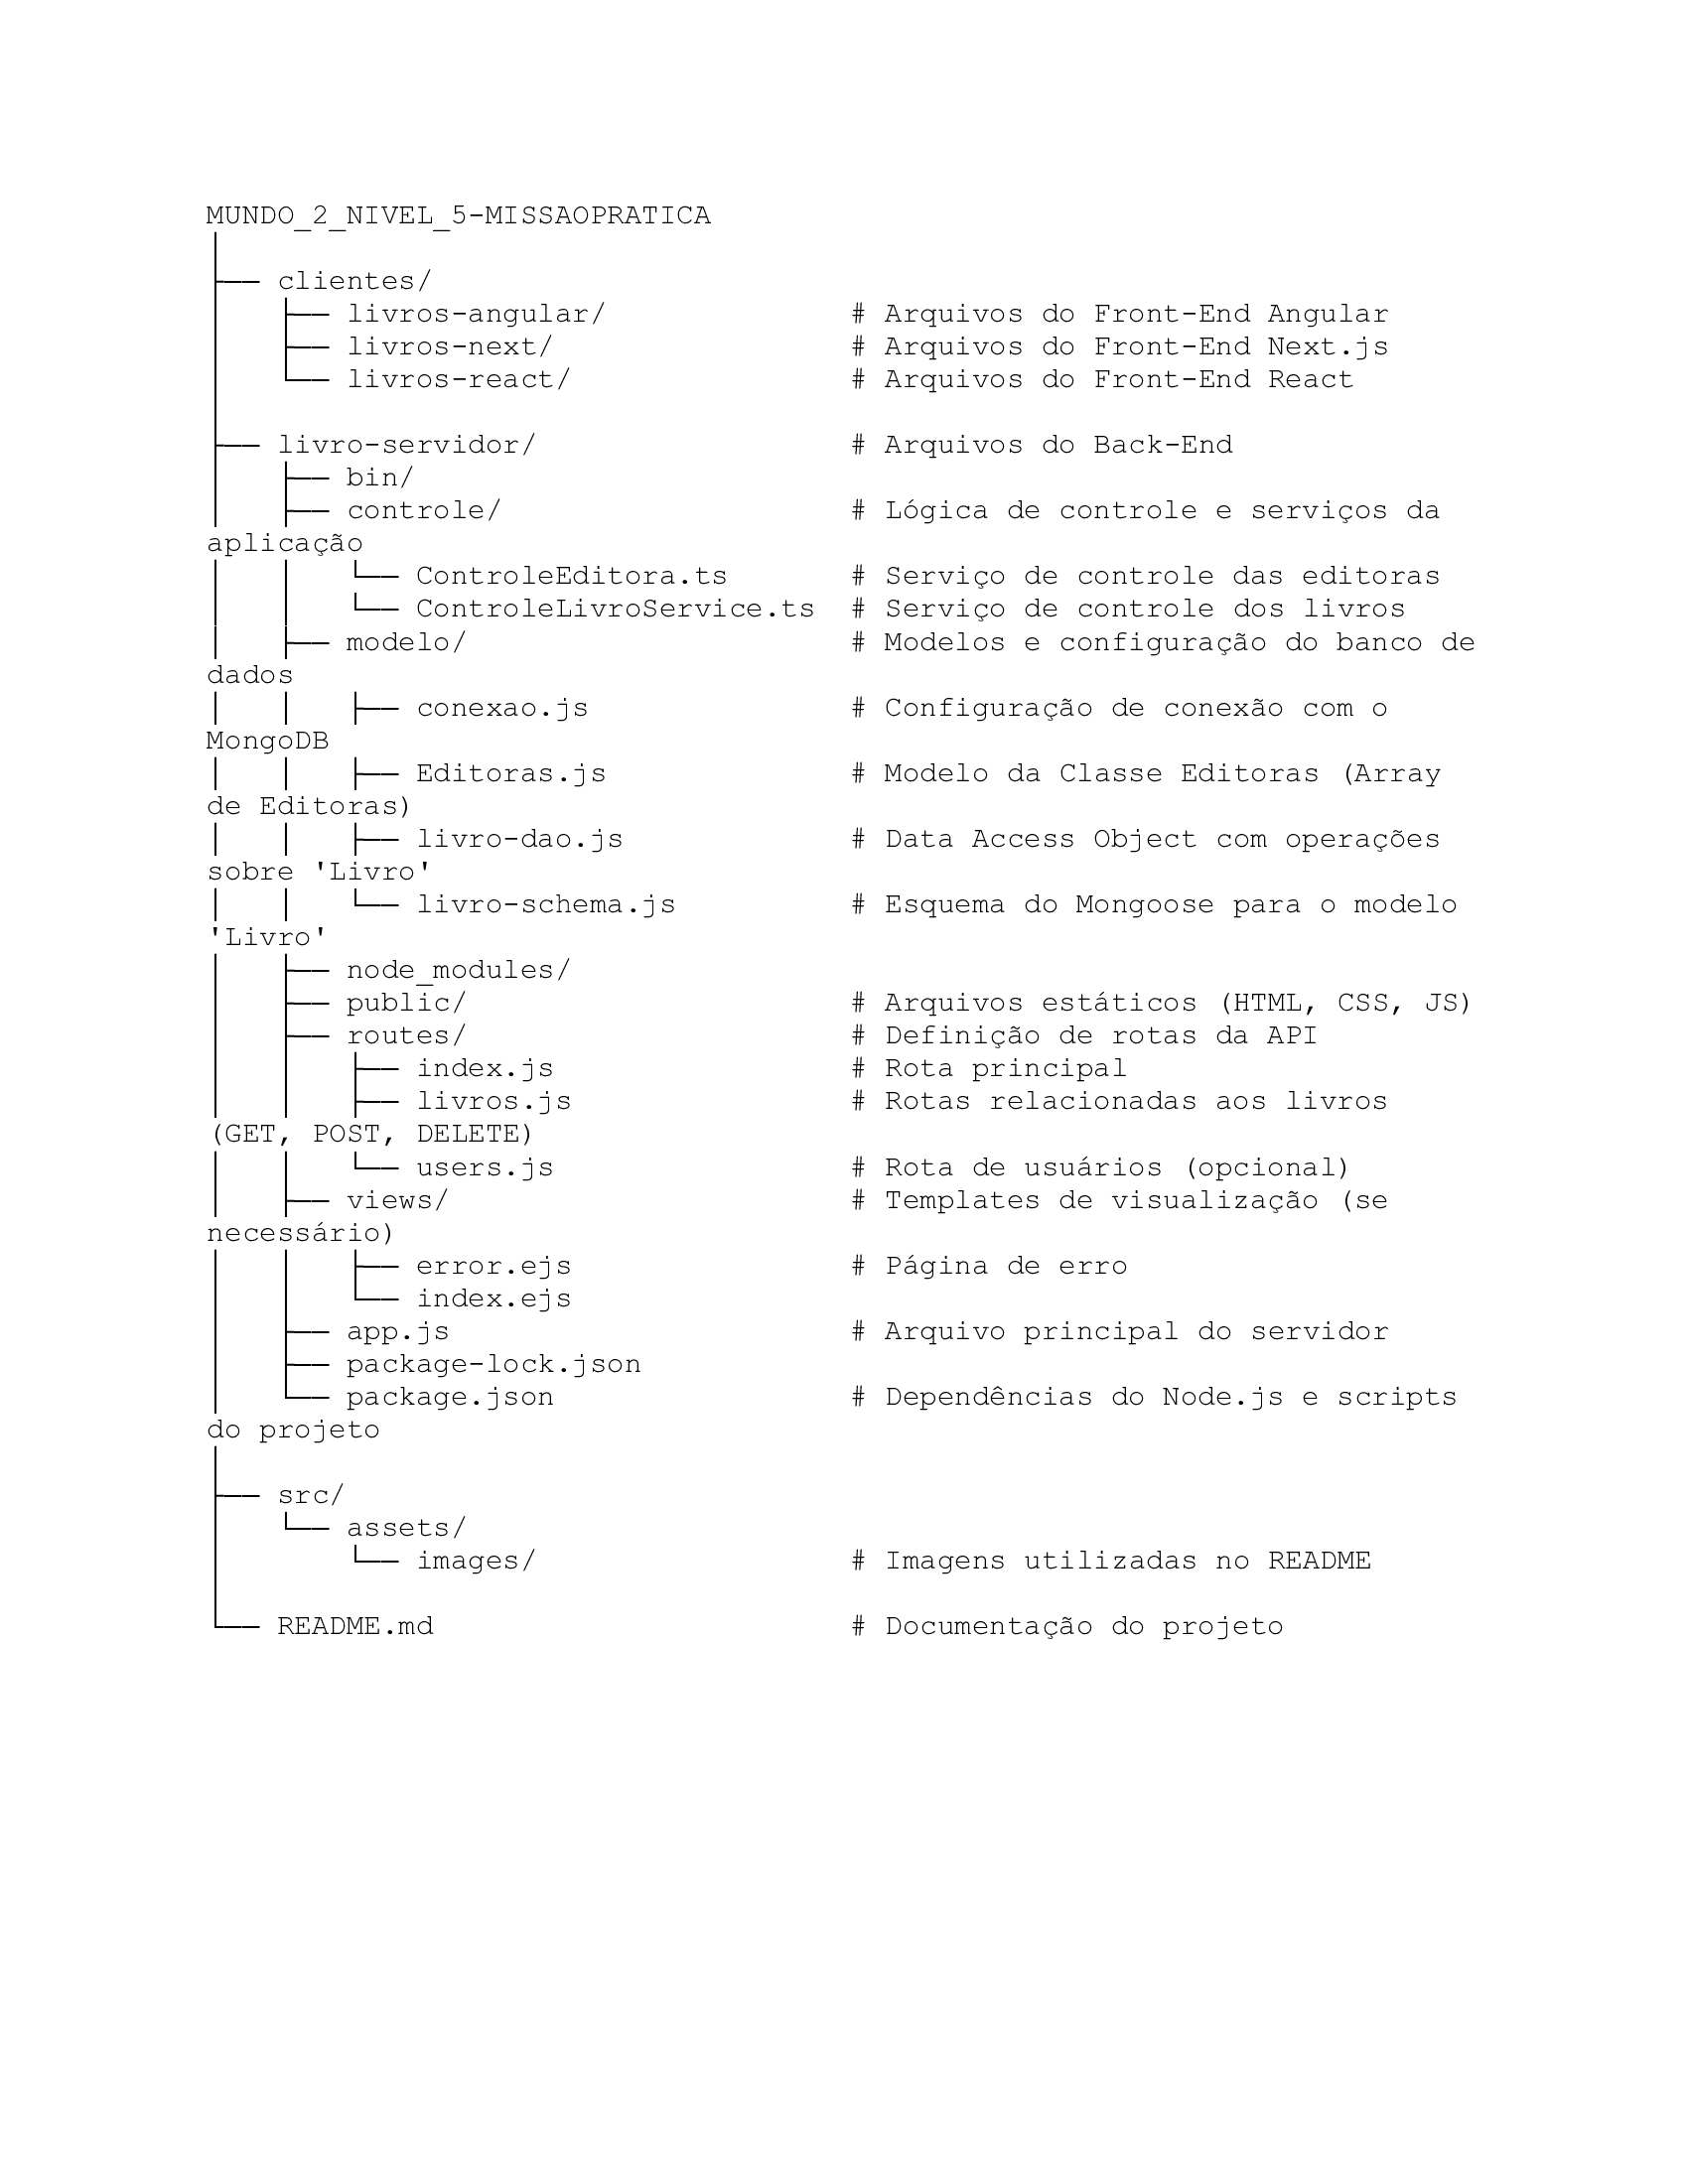 MUNDO_2_NIVEL_5-MISSAOPRATICA
│
├── clientes/
│   ├── livros-angular/              # Arquivos do Front-End Angular
│   ├── livros-next/                 # Arquivos do Front-End Next.js
│   └── livros-react/                # Arquivos do Front-End React
│
├── livro-servidor/                  # Arquivos do Back-End
│   ├── bin/
│   ├── controle/                    # Lógica de controle e serviços da
aplicação
│   │   └── ControleEditora.ts       # Serviço de controle das editoras
│   │   └── ControleLivroService.ts  # Serviço de controle dos livros
│   ├── modelo/                      # Modelos e configuração do banco de
dados
│   │   ├── conexao.js               # Configuração de conexão com o
MongoDB
│   │   ├── Editoras.js              # Modelo da Classe Editoras (Array
de Editoras)
│   │   ├── livro-dao.js             # Data Access Object com operações
sobre 'Livro'
│   │   └── livro-schema.js          # Esquema do Mongoose para o modelo
'Livro'
│   ├── node_modules/
│   ├── public/                      # Arquivos estáticos (HTML, CSS, JS)
│   ├── routes/                      # Definição de rotas da API
│   │   ├── index.js                 # Rota principal
│   │   ├── livros.js                # Rotas relacionadas aos livros
(GET, POST, DELETE)
│   │   └── users.js                 # Rota de usuários (opcional)
│   ├── views/                       # Templates de visualização (se
necessário)
│   │   ├── error.ejs                # Página de erro
│   │   └── index.ejs
│   ├── app.js                       # Arquivo principal do servidor
│   ├── package-lock.json
│   └── package.json                 # Dependências do Node.js e scripts
do projeto
│
├── src/
│   └── assets/
│       └── images/                  # Imagens utilizadas no README
│
└── README.md                        # Documentação do projeto